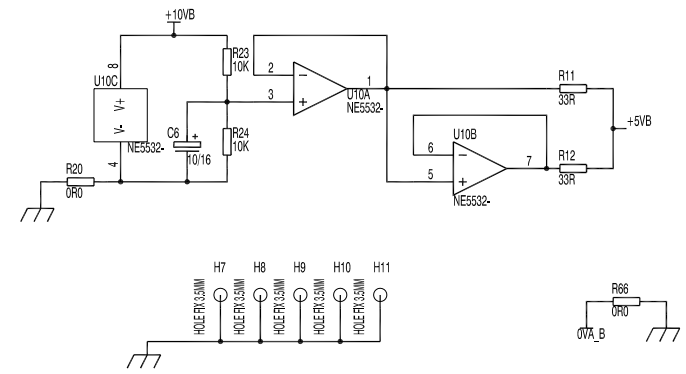 +10VB
8
U10C
V+
V-
NE5532-
4
R20
0R0
C6
+
10/16
R23
10K
R24
10K
2
3
-
+
1
U10A
NE5532-
U10B
6
5
-
+
7
NE5532-
R11
33R
+5VB
R12
33R
H7
H8
H9
H10
H11
HOLE FIX 3.5MM
HOLE FIX 3.5MM
HOLE FIX 3.5MM
HOLE FIX 3.5MM
HOLE FIX 3.5MM
R66
0R0
0VA_B